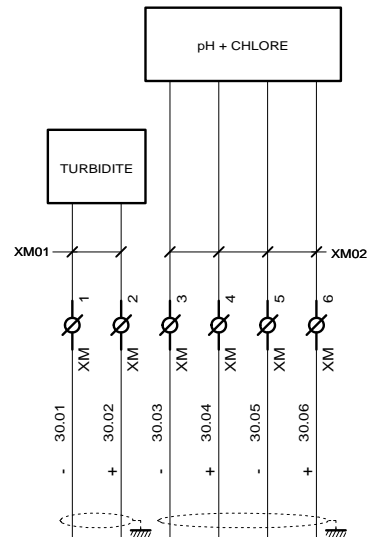 pH + CHLORE
TURBIDITE
XM01
XM02
1
2
3
4
5
6
XM
XM
XM
XM
XM
XM
30.01
30.02
30.03
30.04
30.05
30.06
-
+
-
+
-
+